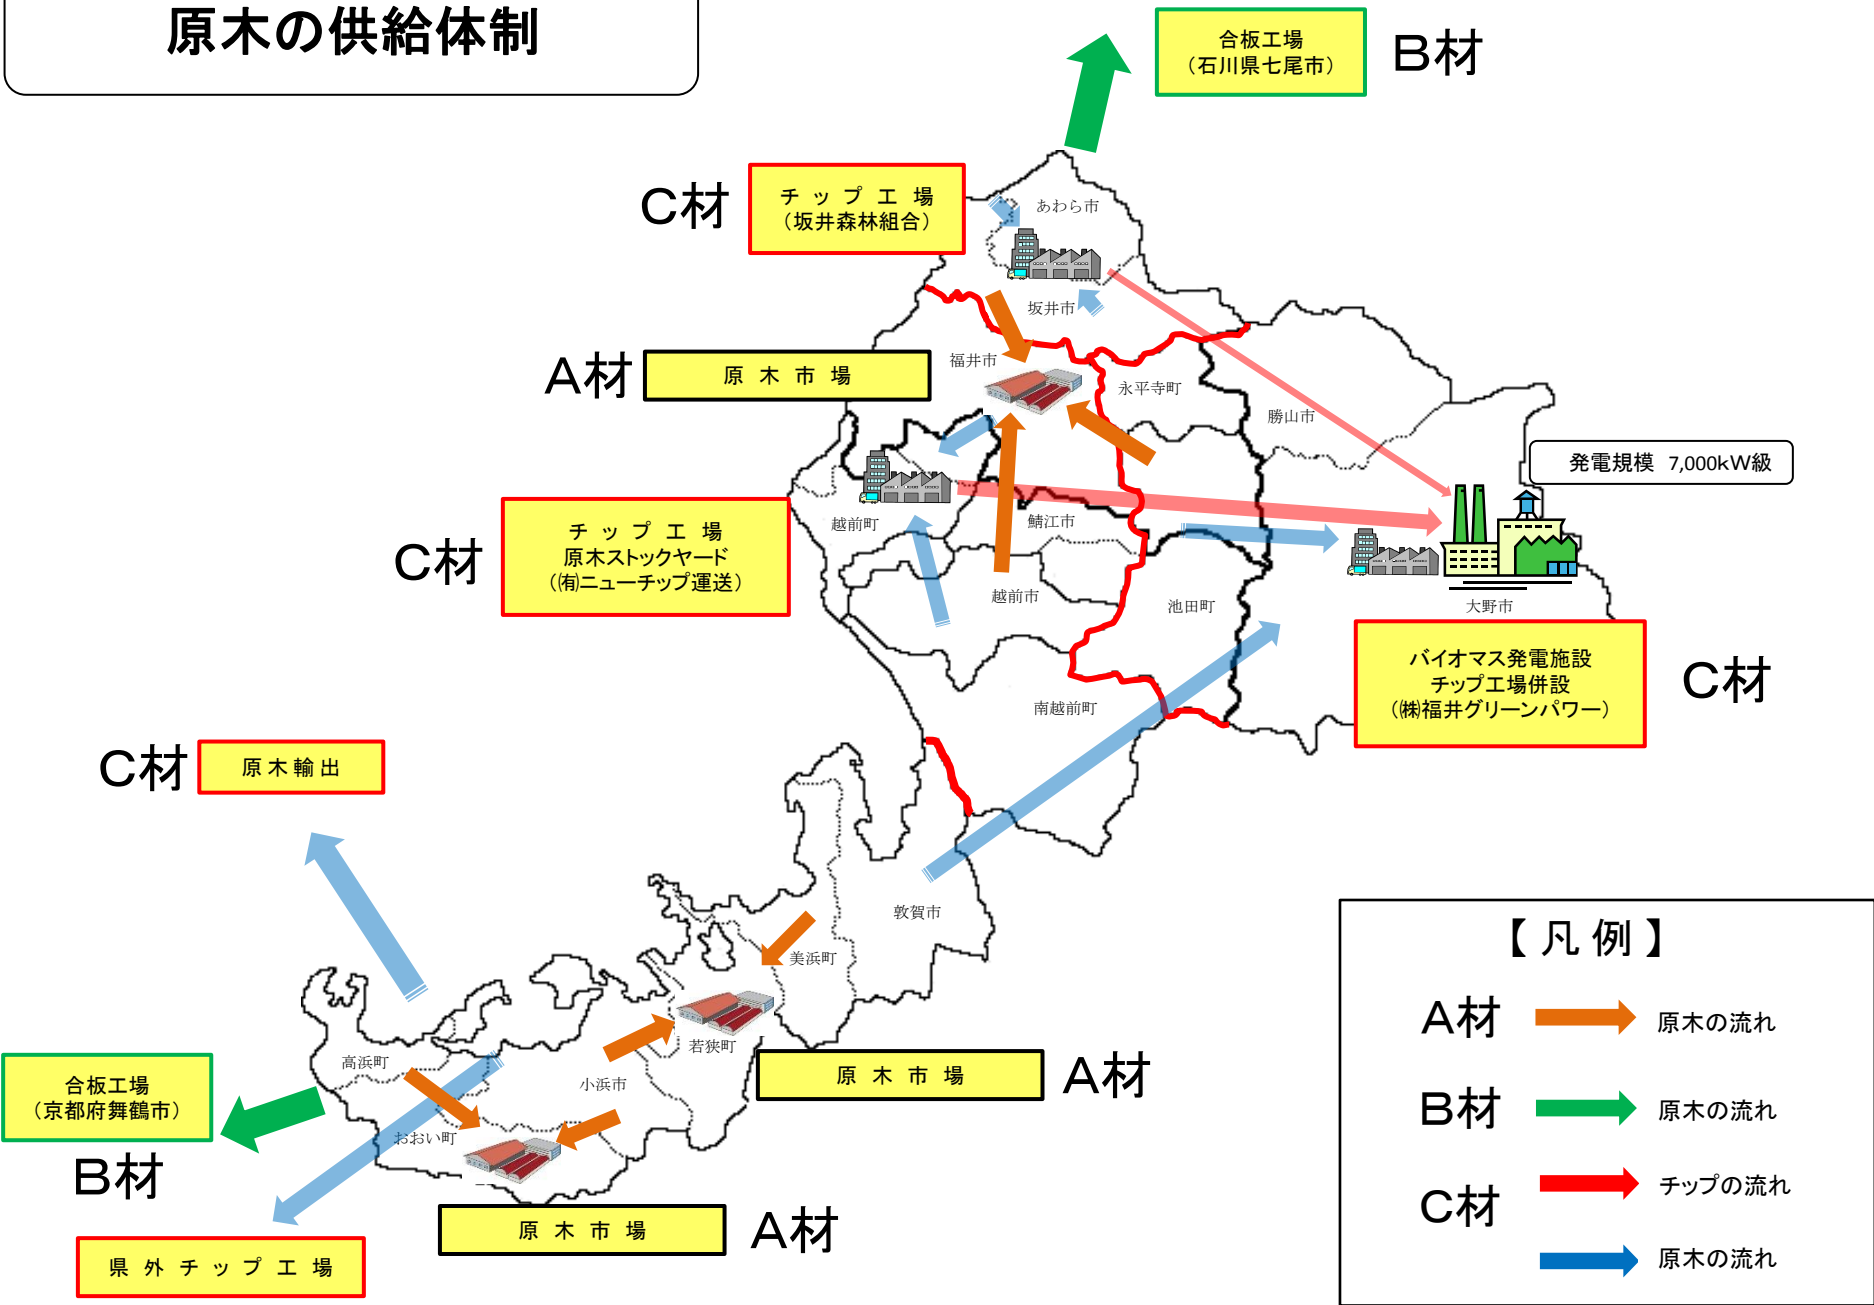 原木の供給体制
合板工場
(石川県七尾市)
B材
C材
チップ工場
(坂井森林組合)
あわら市
坂井市
A材
原木市場
福井市
永平寺町
勝山市
発電規模 7,000kW級
越前町
鯖江市
C材
チップ工場
原木ストックヤード
(㈲ニューチップ運送)
越前市
池田町
大野市
バイオマス発電施設
チップ工場併設
(㈱福井グリーンパワー)
C材
南越前町
C材
原木輸出
敦賀市
美浜町
若狭町
高浜町
小浜市
おおい町
原木市場
A材
合板工場
(京都府舞鶴市)
B材
原木市場
A材
県外チップ工場
【凡例】
A材
原木の流れ
B材
原木の流れ
C材
チップの流れ
原木の流れ